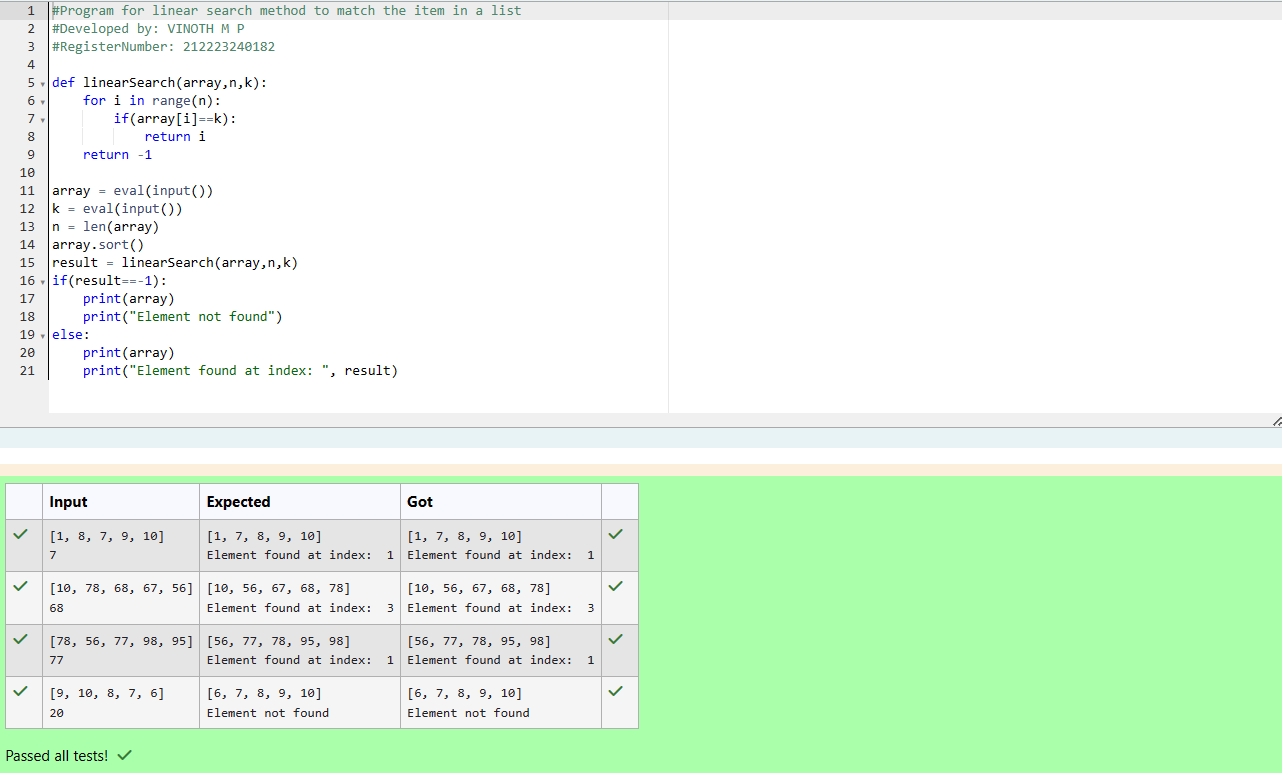 1 #Program for linear search method to match the item in a list
2 #Developed by: VINOTH M P
3 #RegisterNumber: 212223240182
4
5 def linearSearch(array,n,k):
6     for i in range(n):
7         if(array[i]==k):
8             return i
9     return -1
10
11 array = eval(input())
12 k = eval(input())
13 n = len(array)
14 array.sort()
15 result = linearSearch(array,n,k)
16 if(result==-1):
17     print(array)
18     print("Element not found")
19 else:
20     print(array)
21     print("Element found at index: ", result)
Input Expected Got
[1, 8, 7, 9, 10] [1, 7, 8, 9, 10] [1, 7, 8, 9, 10]
7 Element found at index:  1 Element found at index:  1
[10, 78, 68, 67, 56] [10, 56, 67, 68, 78] [10, 56, 67, 68, 78]
68 Element found at index:  3 Element found at index:  3
[78, 56, 77, 98, 95] [56, 77, 78, 95, 98] [56, 77, 78, 95, 98]
77 Element found at index:  1 Element found at index:  1
[9, 10, 8, 7, 6] [6, 7, 8, 9, 10] [6, 7, 8, 9, 10]
20 Element not found Element not found
Passed all tests!